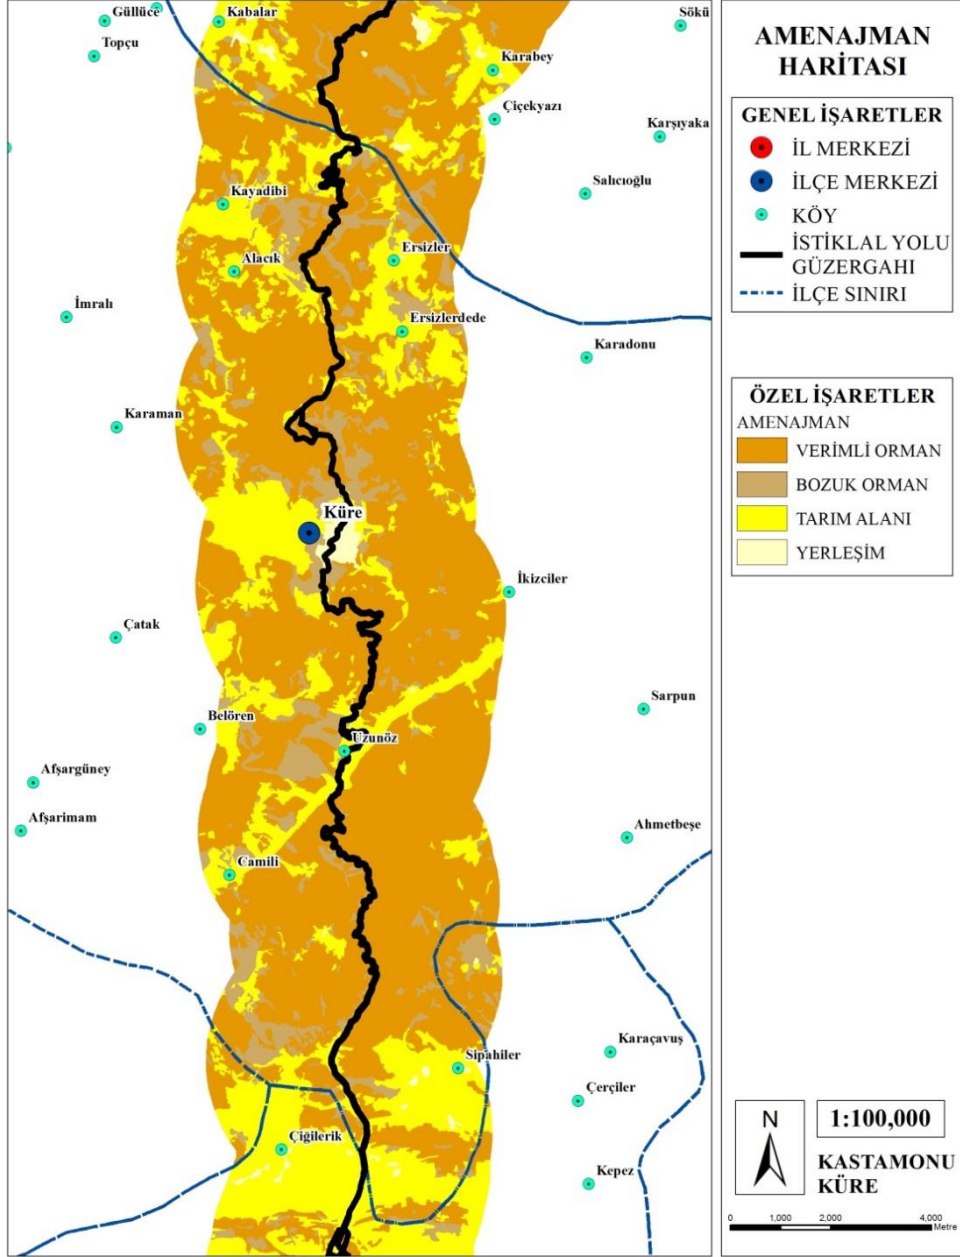 Güllüce
Kabalar
Sökü
Topçu
Karabey
Çiçekyazı
Karşıyaka
Salıcıoğlu
Kayadibi
Ersizler
Alacık
İmralı
Ersizlerdede
Karadonu
Karaman
Küre
İkizciler
Çatak
Sarpun
Belören
Uzunöz
Afşargüney
Afşarimam
Ahmetbeşe
Camili
Karaçavuş
Sipahiler
Çerçiler
Çiğilerik
Kepez
AMENAJMAN
HARİTASI
GENEL İŞARETLER
İL MERKEZİ
İLÇE MERKEZİ
KÖY
İSTİKLAL YOLU
GÜZERGAHI
İLÇE SINIRI
ÖZEL İŞARETLER
AMENAJMAN
VERİMLİ ORMAN
BOZUK ORMAN
TARIM ALANI
YERLEŞİM
N
1:100,000
KASTAMONU
KÜRE
0 1,000 2,000 4,000
Metre